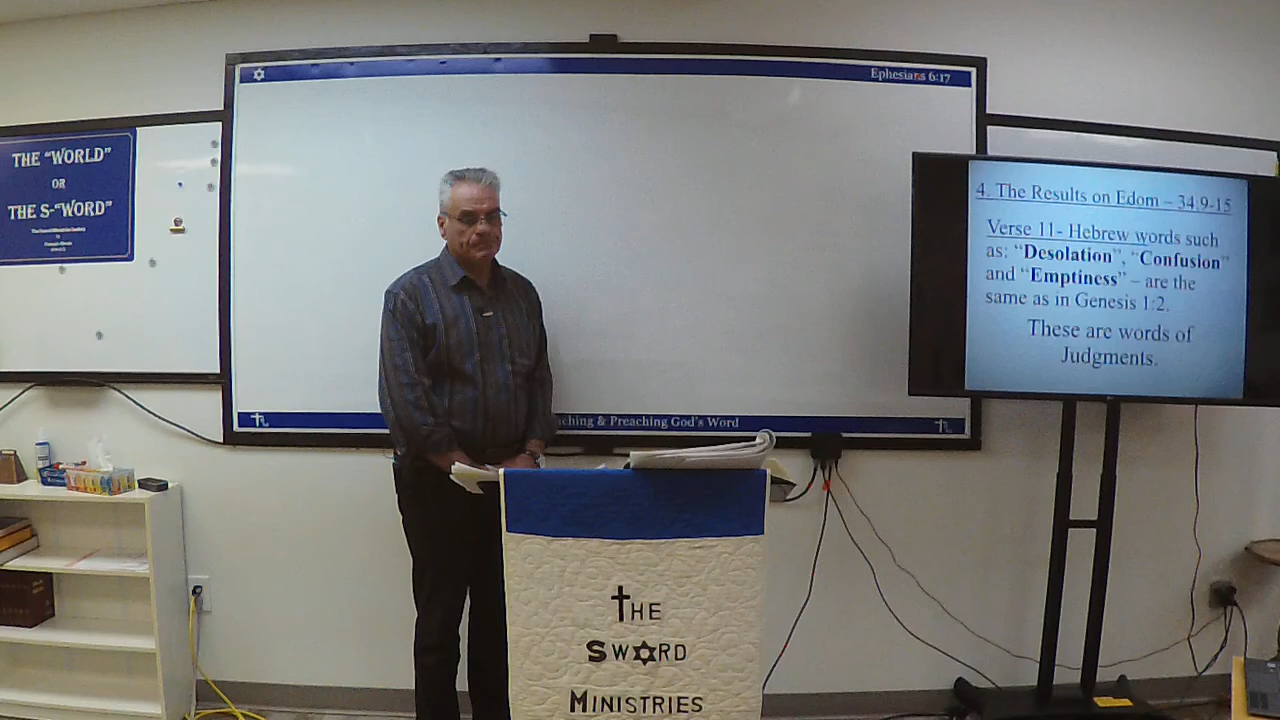 Ephesians 6:17
THE "WORLD"
OR
THE S-"WORD"
4. The Results on Edom – 34:9-15
Verse 11- Hebrew words such
as: "Desolation", "Confusion"
and "Emptiness" – are the
same as in Genesis 1:2.
These are words of
Judgments.
& Preaching God's Word
THE
SWORD
MINISTRIES